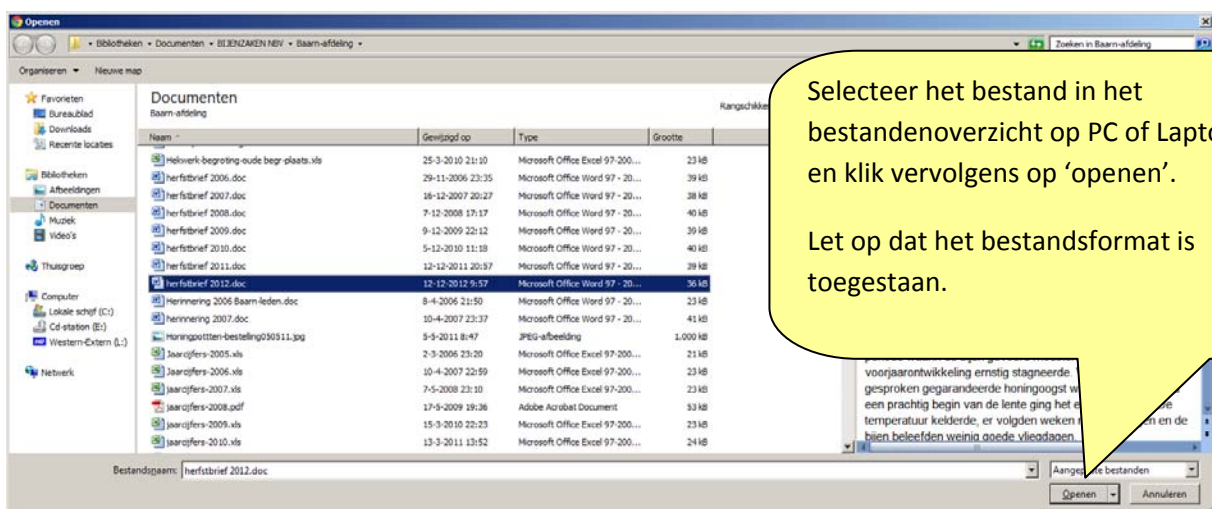 Openen
Bibliotheken • Documenten • BIJENZAKEN NBV • Baarn-afdeling
Zoeken in Baarn-afdeling
Organiseren Nieuwe map
Favorieten
Bureaublad
Downloads
Recente locaties
Bibliotheken
Afbeeldingen
Documenten
Muziek
Video's
Thuisgroep
Computer
Lokale schijf (C:)
Cd-station (E:)
Western-Extern (L:)
Netwerk
Documenten
Baarn-afdeling
Rangschikke
Naam Gewijzigd op Type Grootte
Hekwerk-begroting-oude begr-plaats.xls 25-3-2010 21:10 Microsoft Office Excel 97-200... 23 kB
herfstbrief 2006.doc 29-11-2006 23:35 Microsoft Office Word 97 - 20... 39 kB
herfstbrief 2007.doc 16-12-2007 20:27 Microsoft Office Word 97 - 20... 38 kB
herfstbrief 2008.doc 7-12-2008 17:17 Microsoft Office Word 97 - 20... 40 kB
herfstbrief 2009.doc 9-12-2009 22:12 Microsoft Office Word 97 - 20... 39 kB
herfstbrief 2010.doc 5-12-2010 11:18 Microsoft Office Word 97 - 20... 40 kB
herfstbrief 2011.doc 12-12-2011 20:57 Microsoft Office Word 97 - 20... 39 kB
herfstbrief 2012.doc 12-12-2012 9:57 Microsoft Office Word 97 - 20... 36 kB
Herinnering 2006 Baarn-leden.doc 8-4-2006 21:50 Microsoft Office Word 97 - 20... 23 kB
herinnering 2007.doc 10-4-2007 23:37 Microsoft Office Word 97 - 20... 41 kB
Honingpottten-bestelling050511.jpg 5-5-2011 8:47 JPEG-afbeelding 1.000 kB
Jaarcijfers-2005.xls 2-3-2006 23:20 Microsoft Office Excel 97-200... 21 kB
Jaarcijfers-2006.xls 10-4-2007 22:59 Microsoft Office Excel 97-200... 23 kB
jaarcijfers-2007.xls 7-5-2008 23:10 Microsoft Office Excel 97-200... 23 kB
jaarcijfers-2008.pdf 17-5-2009 19:36 Adobe Acrobat Document 53 kB
jaarcijfers-2009.xls 15-3-2010 22:23 Microsoft Office Excel 97-200... 23 kB
jaarcijfers-2010.xls 13-3-2011 13:52 Microsoft Office Excel 97-200... 24 kB
Selecteer het bestand in het
bestandenoverzicht op PC of Lapto
en klik vervolgens op ‘openen’.
Let op dat het bestandsformat is
toegestaan.
voorjaarontwikkeling ernstig stagneerde.
gesproken gegarandeerde honingoogst w
een prachtig begin van de lente ging het e
temperatuur kelderde, er volgden weken en en de
bijen beleefden weinig goede vliegdagen.
Bestandsnaam: herfstbrief 2012.doc
Aangep te bestanden
Openen Annuleren